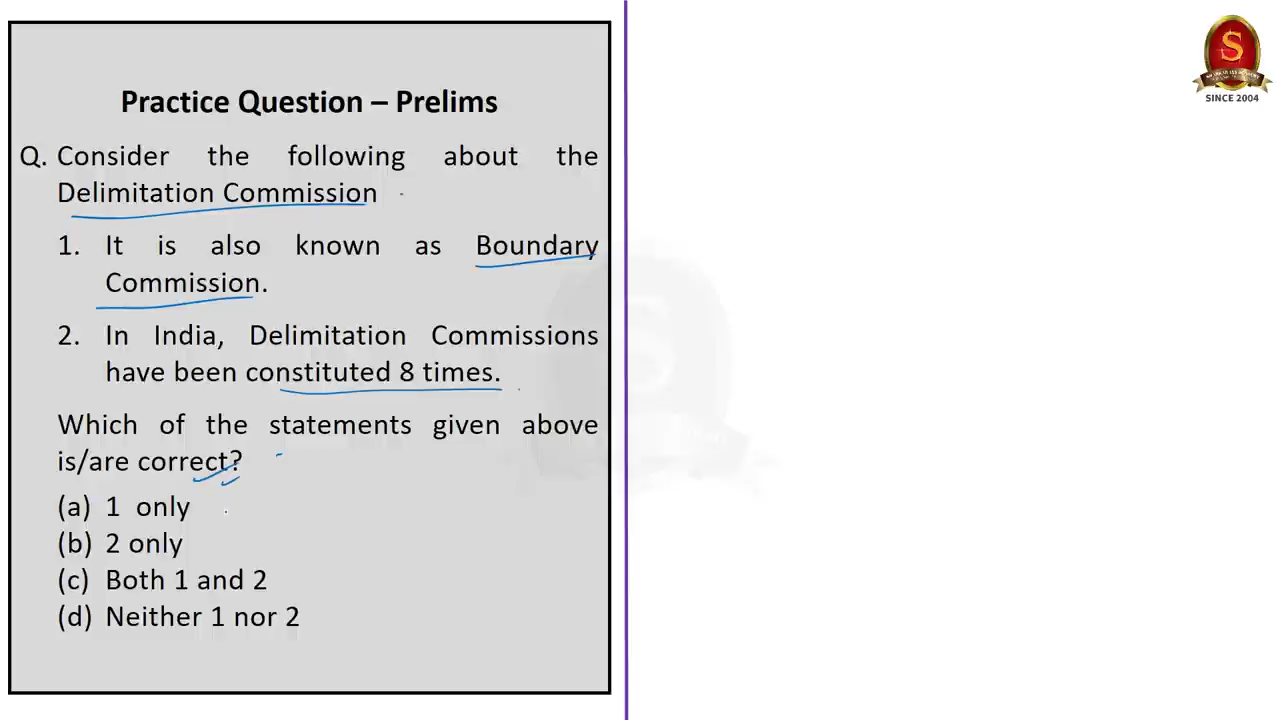 Practice Question – Prelims
Q. Consider the following about the
Delimitation Commission
1. It is also known as Boundary
Commission.
2. In India, Delimitation Commissions
have been constituted 8 times.
Which of the statements given above
is/are correct?
(a) 1 only
(b) 2 only
(c) Both 1 and 2
(d) Neither 1 nor 2
S
SINCE 2004